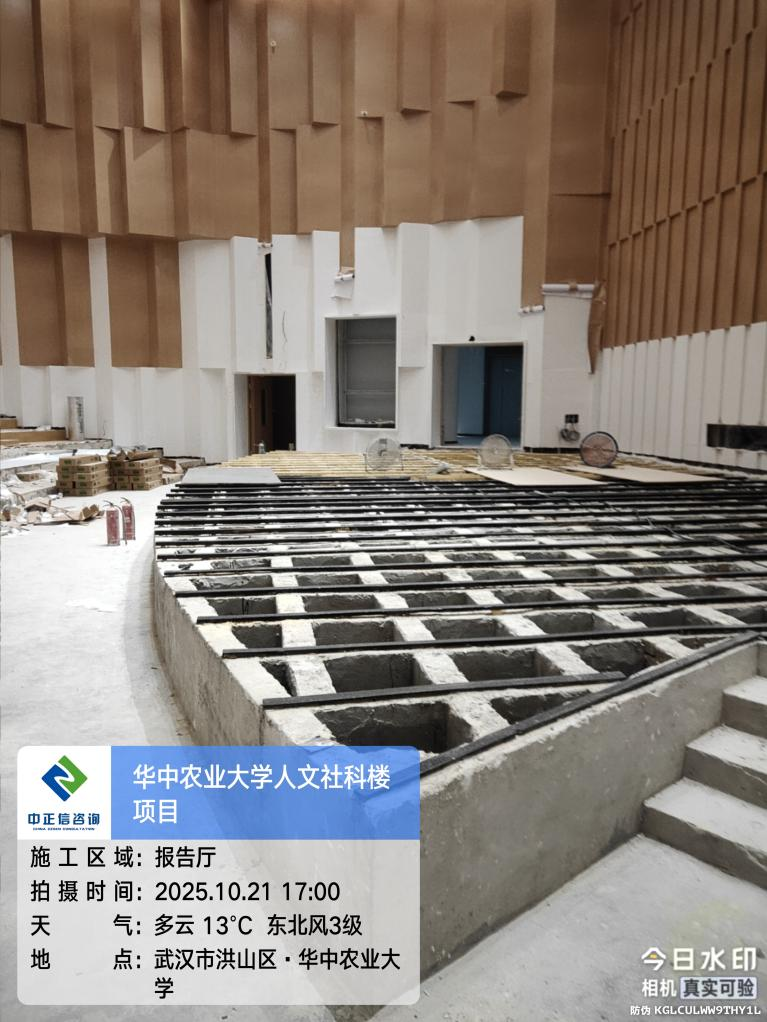 华中农业大学人文社科楼
项目
中正信咨询
施工区域：报告厅
拍摄时间：2025.10.21 17:00
天气：多云 13°C 东北风3级
地点：武汉市洪山区·华中农业大
学
今日水印
相机 真实可验
防伪 KGLCULWW9THY1L